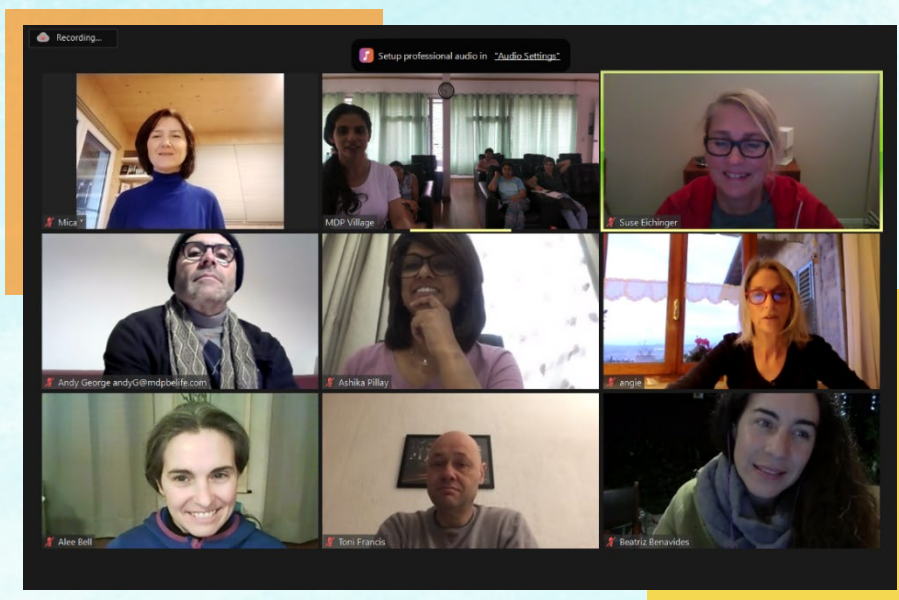 Recording...
Setup professional audio in "Audio Settings"
Mica *
MDP Village
Suse Eichinger
Andy George andyG@mdpbelife.com
Ashika Pillay
angie
Alee Bell
Toni Francis
Beatriz Benavides